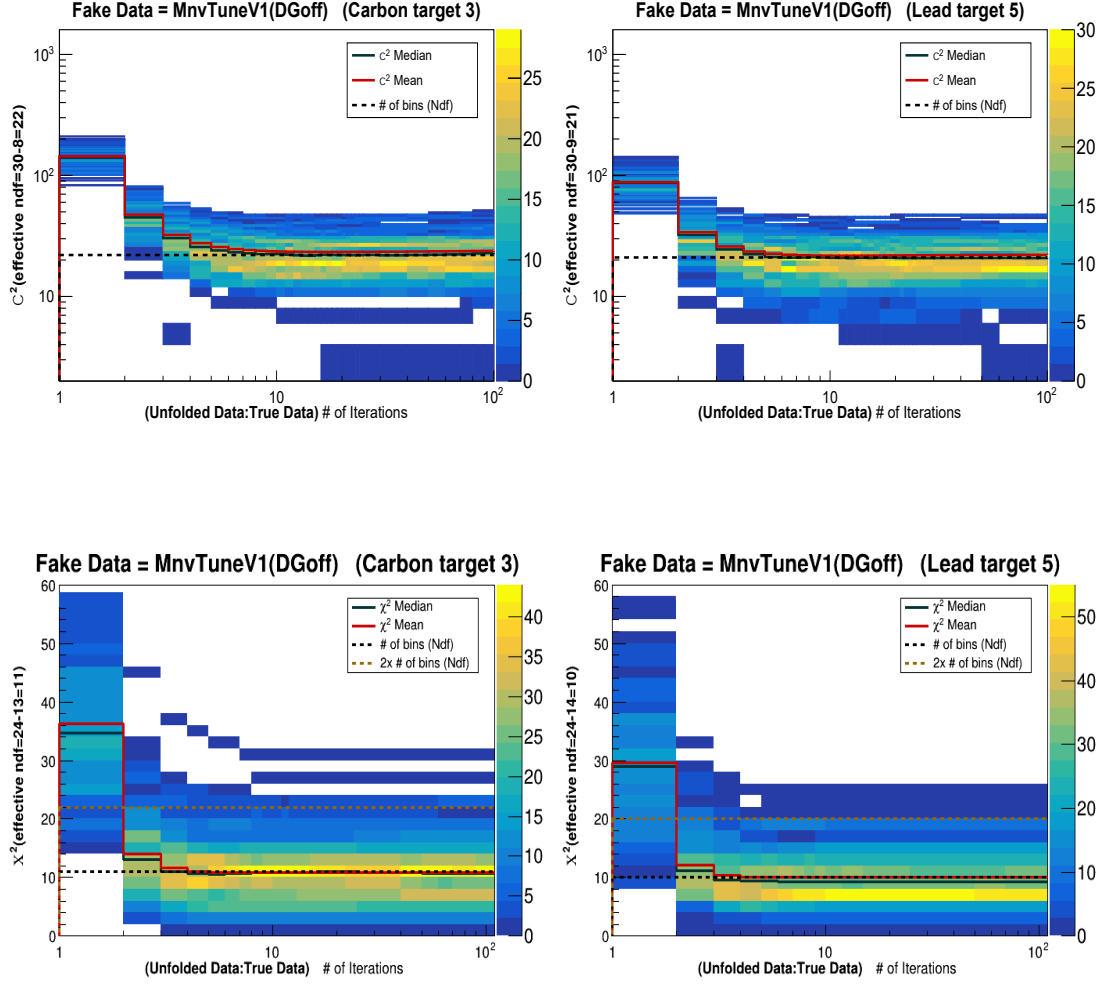 Fake Data = MnvTuneV1(DGoff) (Carbon target 3)
C² Median
C² Mean
# of bins (Ndf)
10³
10²
10
C²(effective ndf=30-8=22)
25
20
15
10
5
0
1
10
10²
(Unfolded Data:True Data) # of Iterations
Fake Data = MnvTuneV1(DGoff) (Lead target 5)
C² Median
C² Mean
# of bins (Ndf)
10³
10²
10
C²(effective ndf=30-9=21)
30
25
20
15
10
5
0
1
10
10²
(Unfolded Data:True Data) # of Iterations
Fake Data = MnvTuneV1(DGoff) (Carbon target 3)
χ² Median
χ² Mean
# of bins (Ndf)
2x # of bins (Ndf)
60
50
40
30
20
10
0
X²(effective ndf=24-13=11)
40
35
30
25
20
15
10
5
0
1
10
10²
(Unfolded Data:True Data) # of Iterations
Fake Data = MnvTuneV1(DGoff) (Lead target 5)
χ² Median
χ² Mean
# of bins (Ndf)
2x # of bins (Ndf)
60
50
40
30
20
10
0
X²(effective ndf=24-14=10)
50
40
30
20
10
0
1
10
10²
(Unfolded Data:True Data) # of Iterations